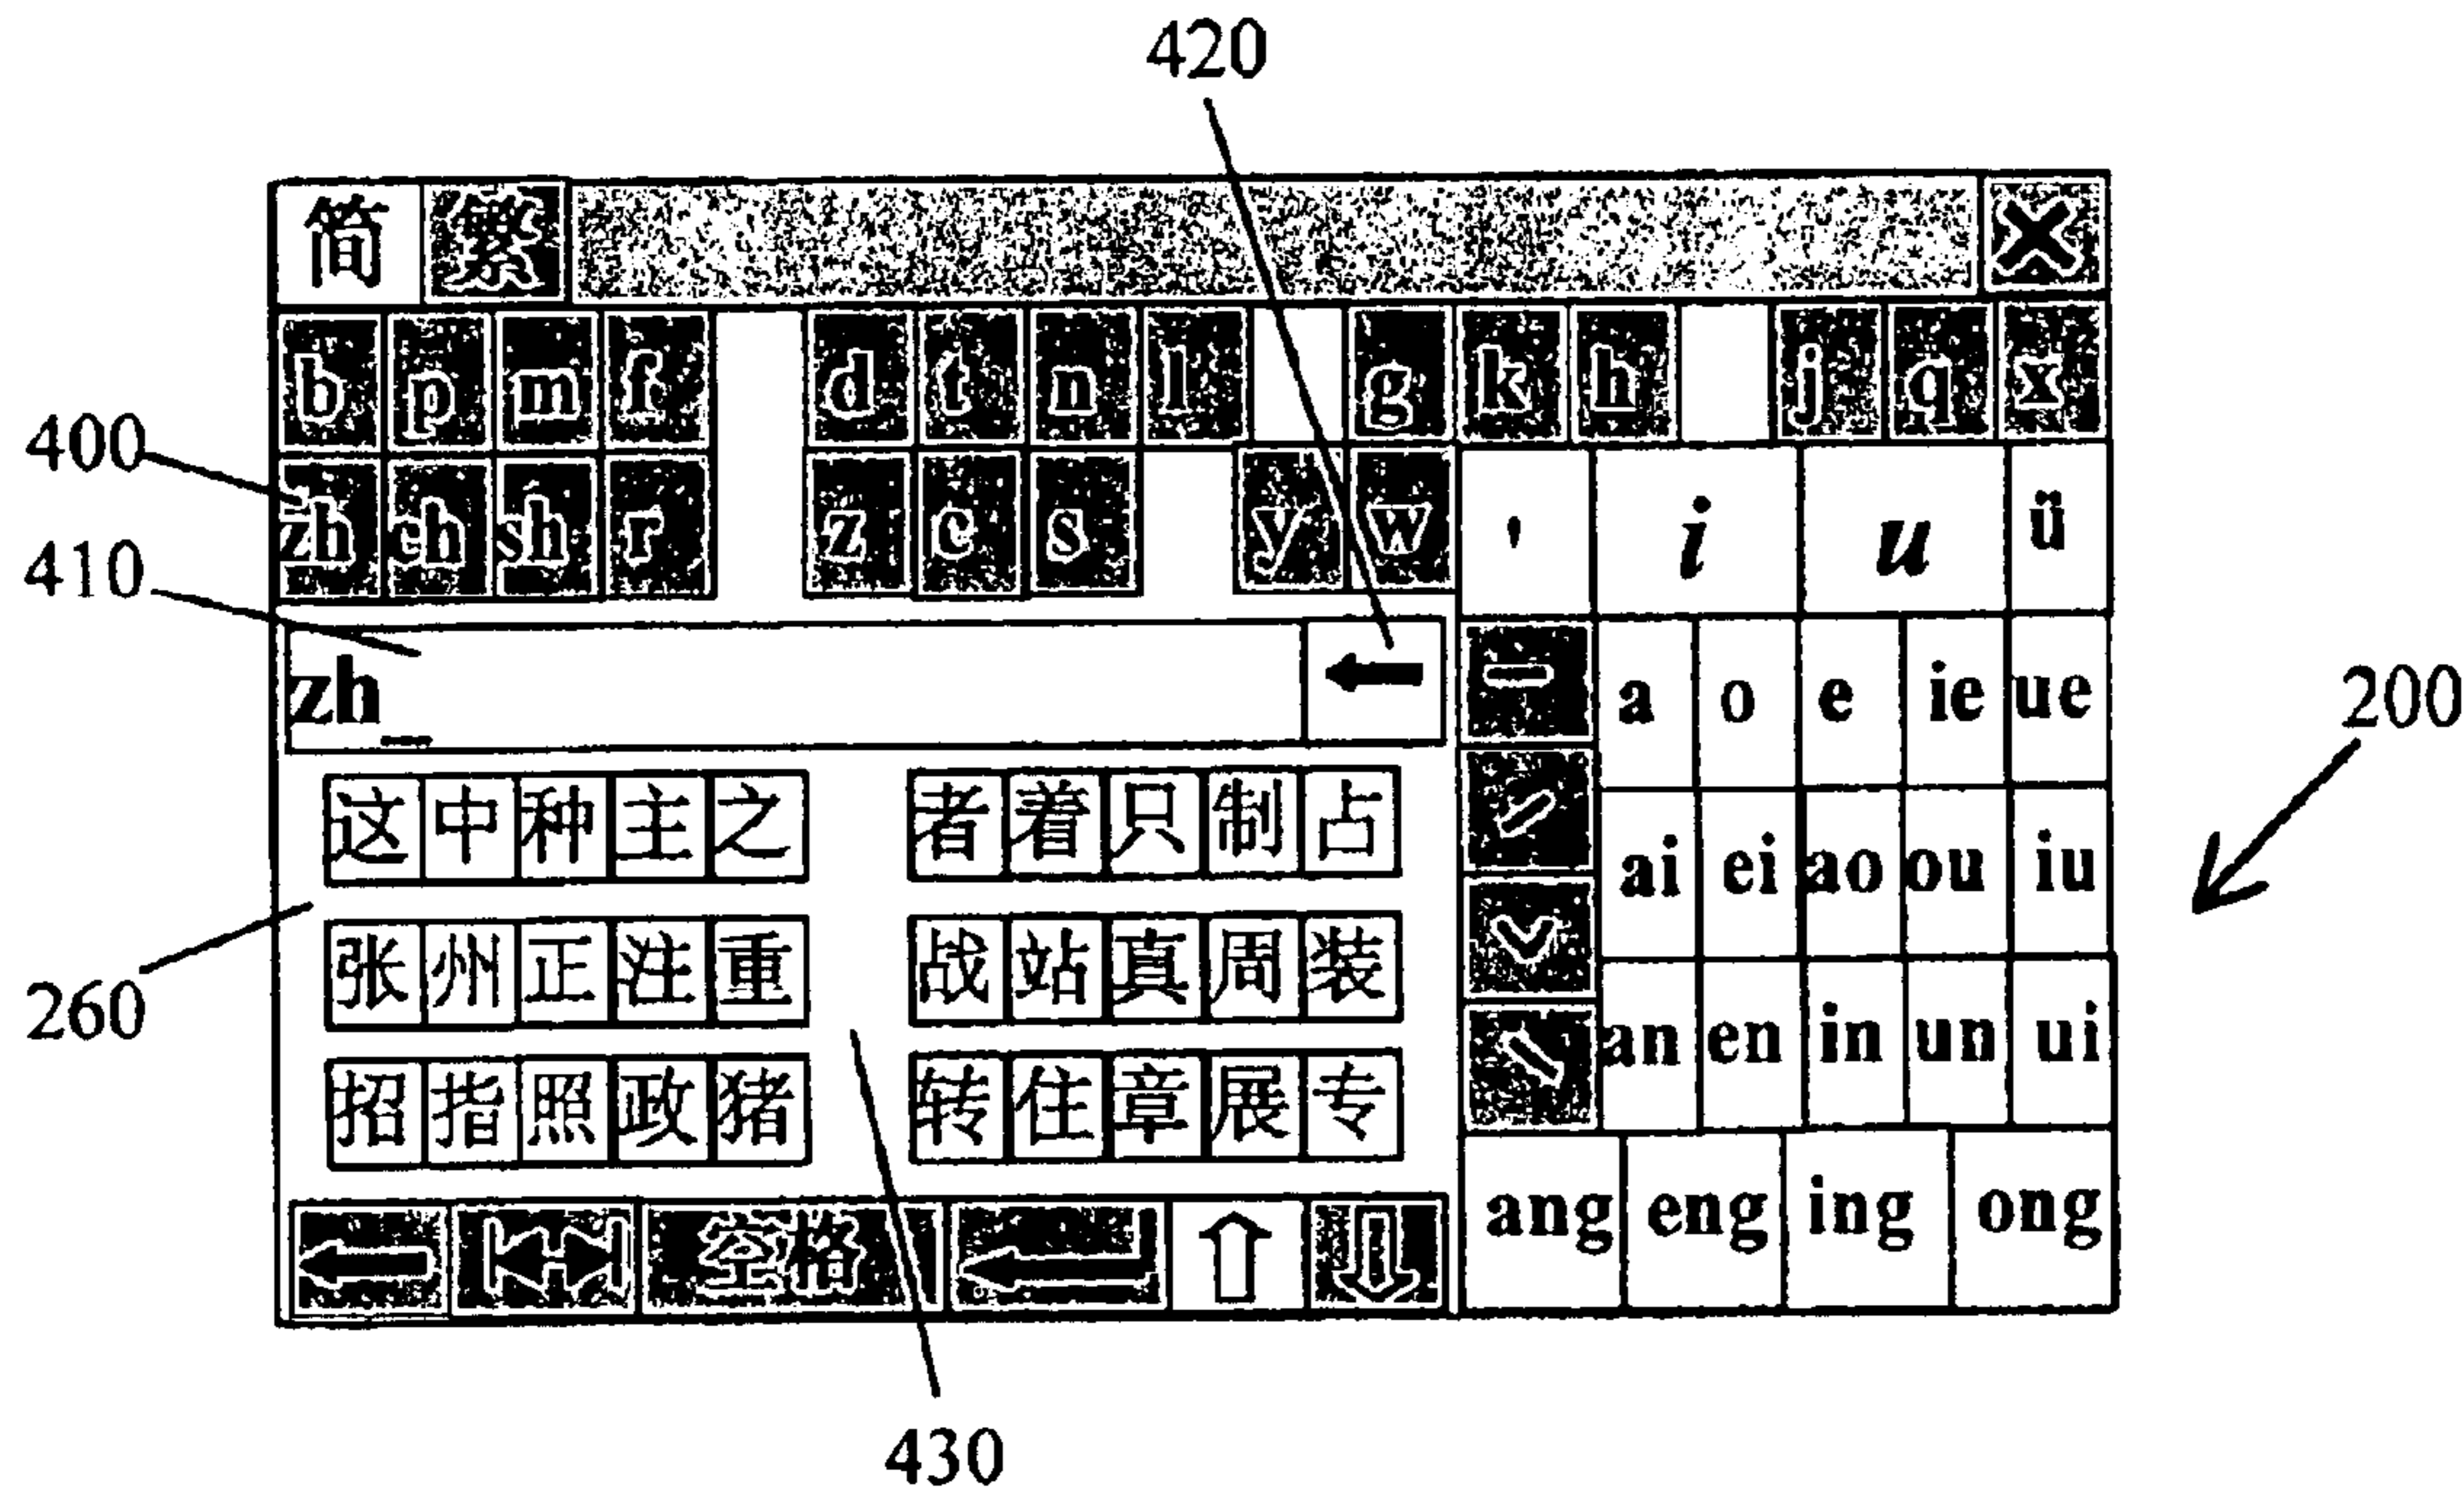 420
简 繁
b p m f d t n l g k h j q x
400
zh ch sh r z c s y w ' i u ü
410
zh_
a o e ie ue
200
这中种主之 者着只制占
ai ei ao ou iu
260
张州正注重 战站真周装
an en in un ui
招指照政猪 转住章展专
空格
ang eng ing ong
430